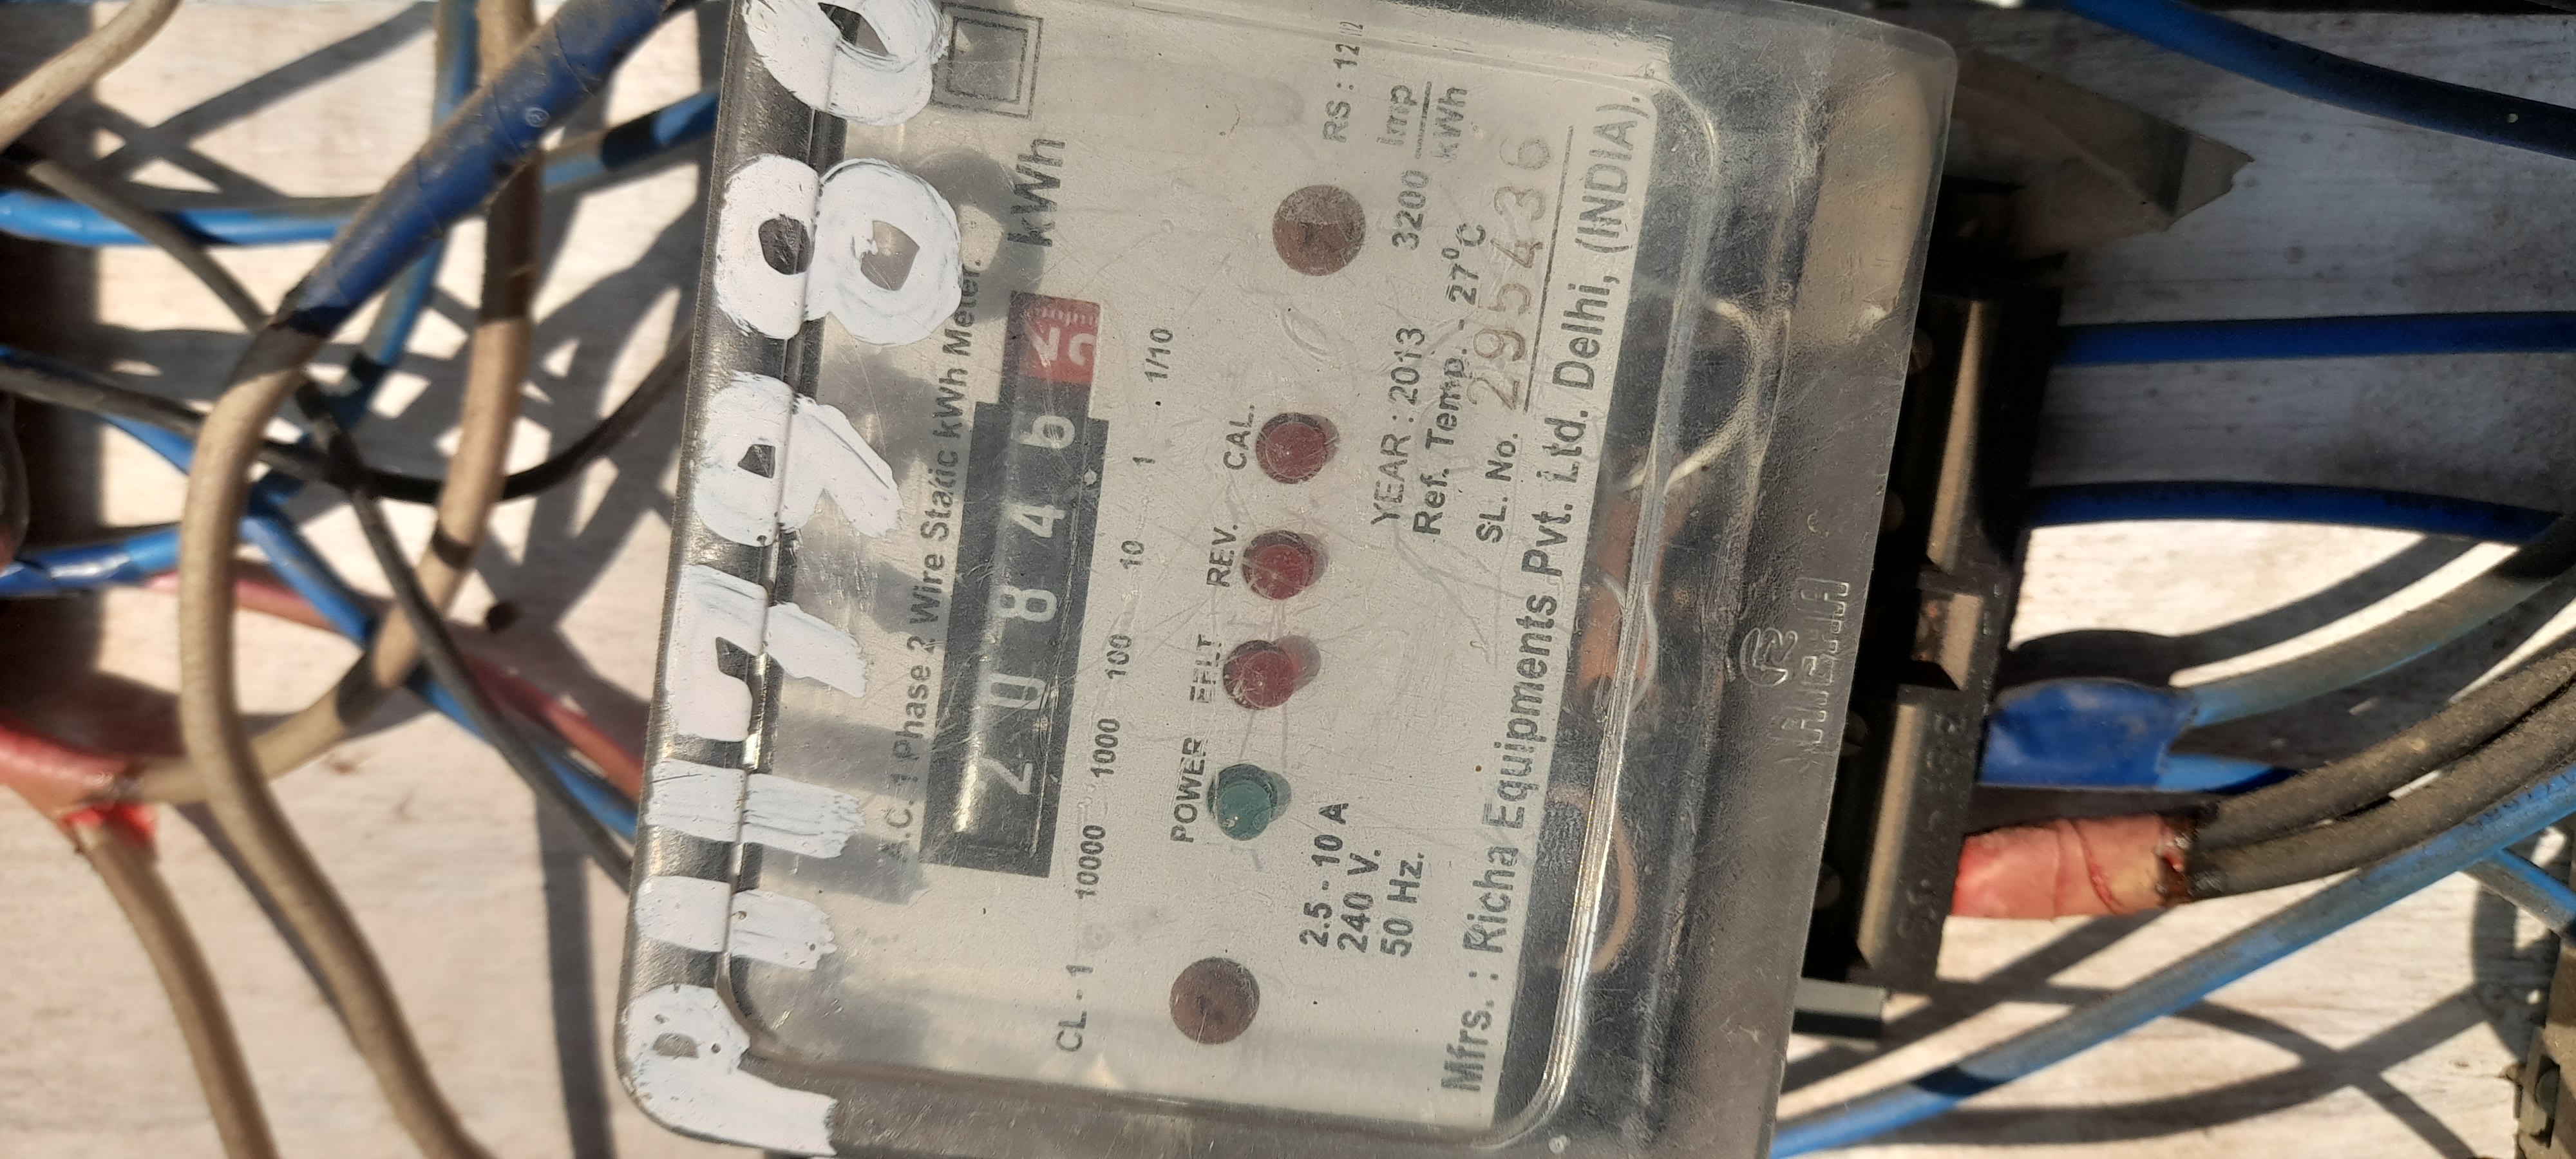 A.C. 1 Phase 2 Wire Static kWh Meter.
2 0 8 4 6
kWh
10000 1000 100 10 1 1/10
CL - 1
POWER EFLT REV. CAL.
2.5 - 10 A
240 V.
50 Hz.
RS : 12
3200 imp
kWh
YEAR : 2013
Ref. Temp. - 27°C
SL. No. 295436
Mfrs. : Richa Equipments Pvt. Ltd. Delhi, (INDIA).